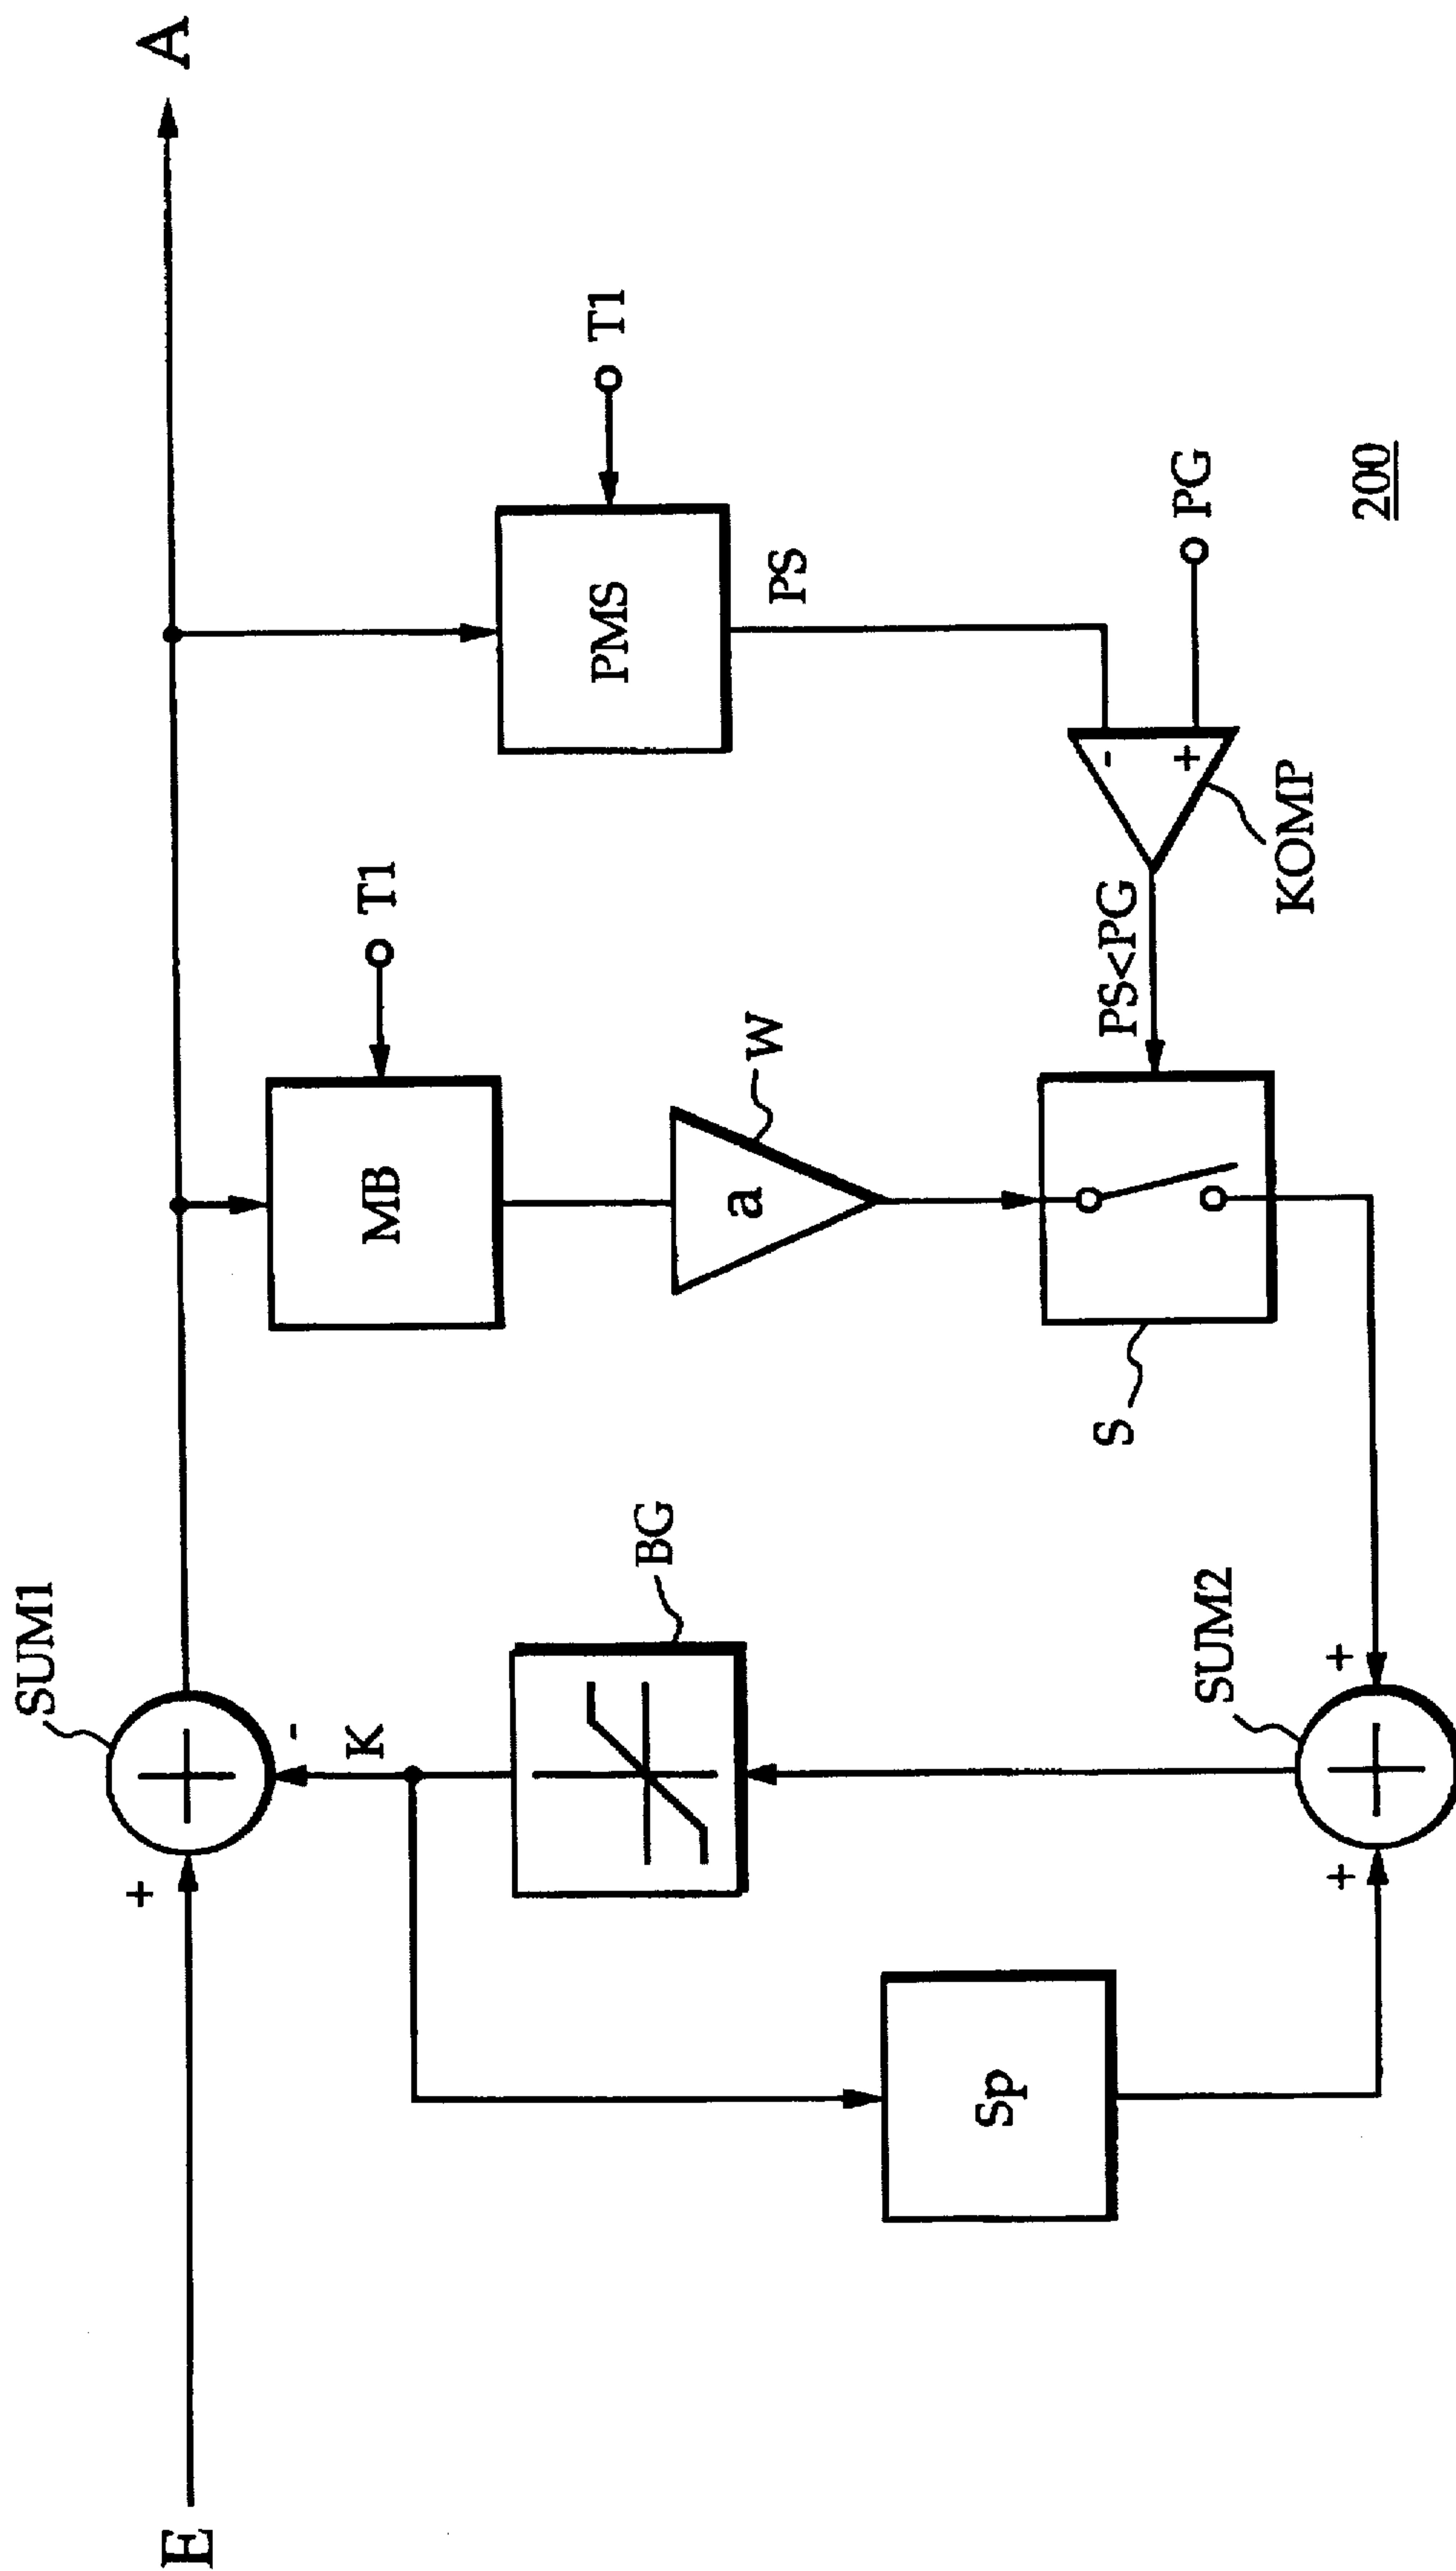 SUM1
E
+
-
A
K
BG
MB
T1
PMS
T1
a
W
PS
Sp
S
PS<PG
-
+
PG
KOMP
SUM2
+
+
200